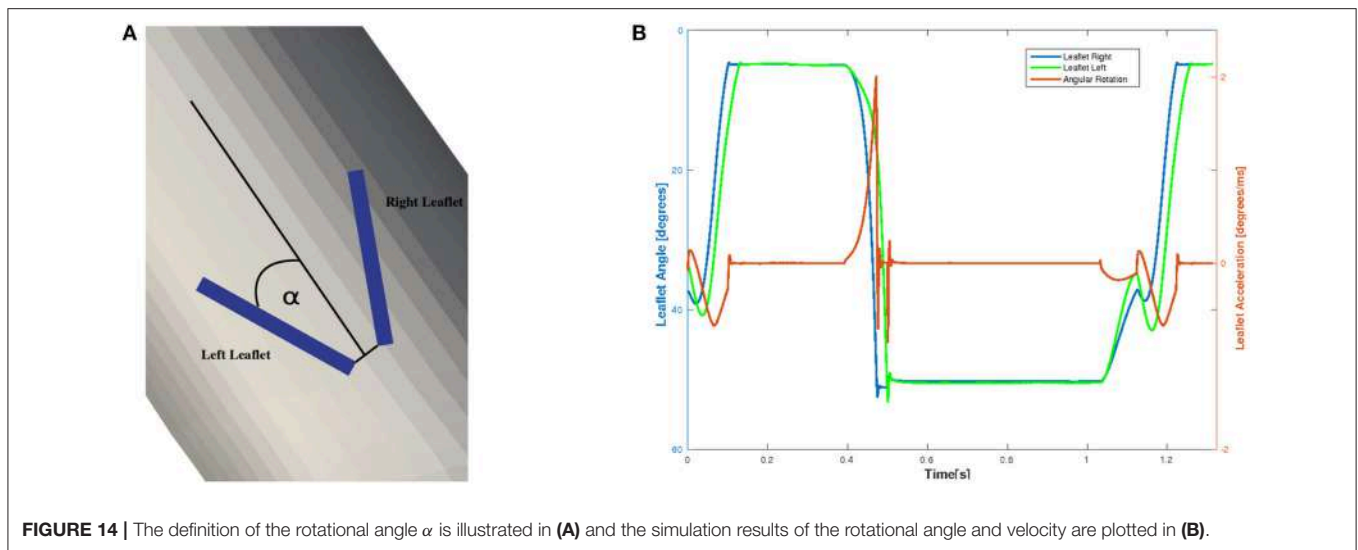 A
Right Leaflet
α
Left Leaflet
B
Leaflet Right
Leaflet Left
Angular Rotation
0
20
40
60
Leaflet Angle [degrees]
0
0.2
0.4
0.6
0.8
1
1.2
Time[s]
2
0
-2
Leaflet Acceleration [degrees/ms]
FIGURE 14 | The definition of the rotational angle α is illustrated in (A) and the simulation results of the rotational angle and velocity are plotted in (B).